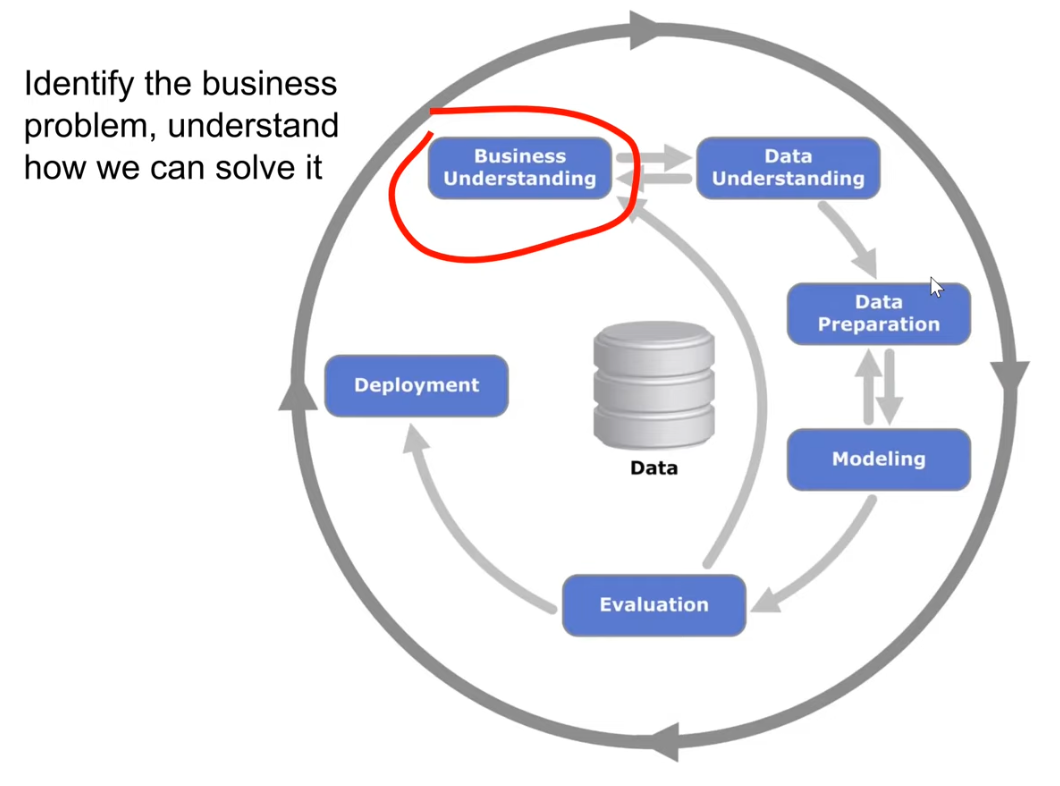 Identify the business
problem, understand
how we can solve it
Business
Understanding
Data
Understanding
Data
Preparation
Modeling
Evaluation
Deployment
Data